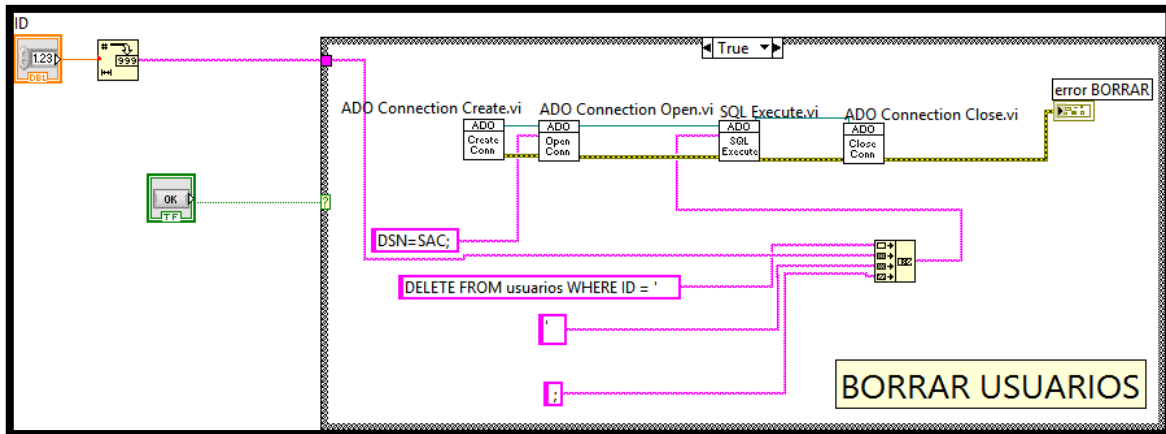 ID
1.23
DBL
#
999
True
ADO Connection Create.vi
ADO Connection Open.vi
SQL Execute.vi
ADO Connection Close.vi
error BORRAR
ADO
Create
Conn
ADO
Open
Conn
ADO
SQL
Execute
ADO
Close
Conn
OK
TF
?
DSN=SAC;
DELETE FROM usuarios WHERE ID = '
'
;
BORRAR USUARIOS